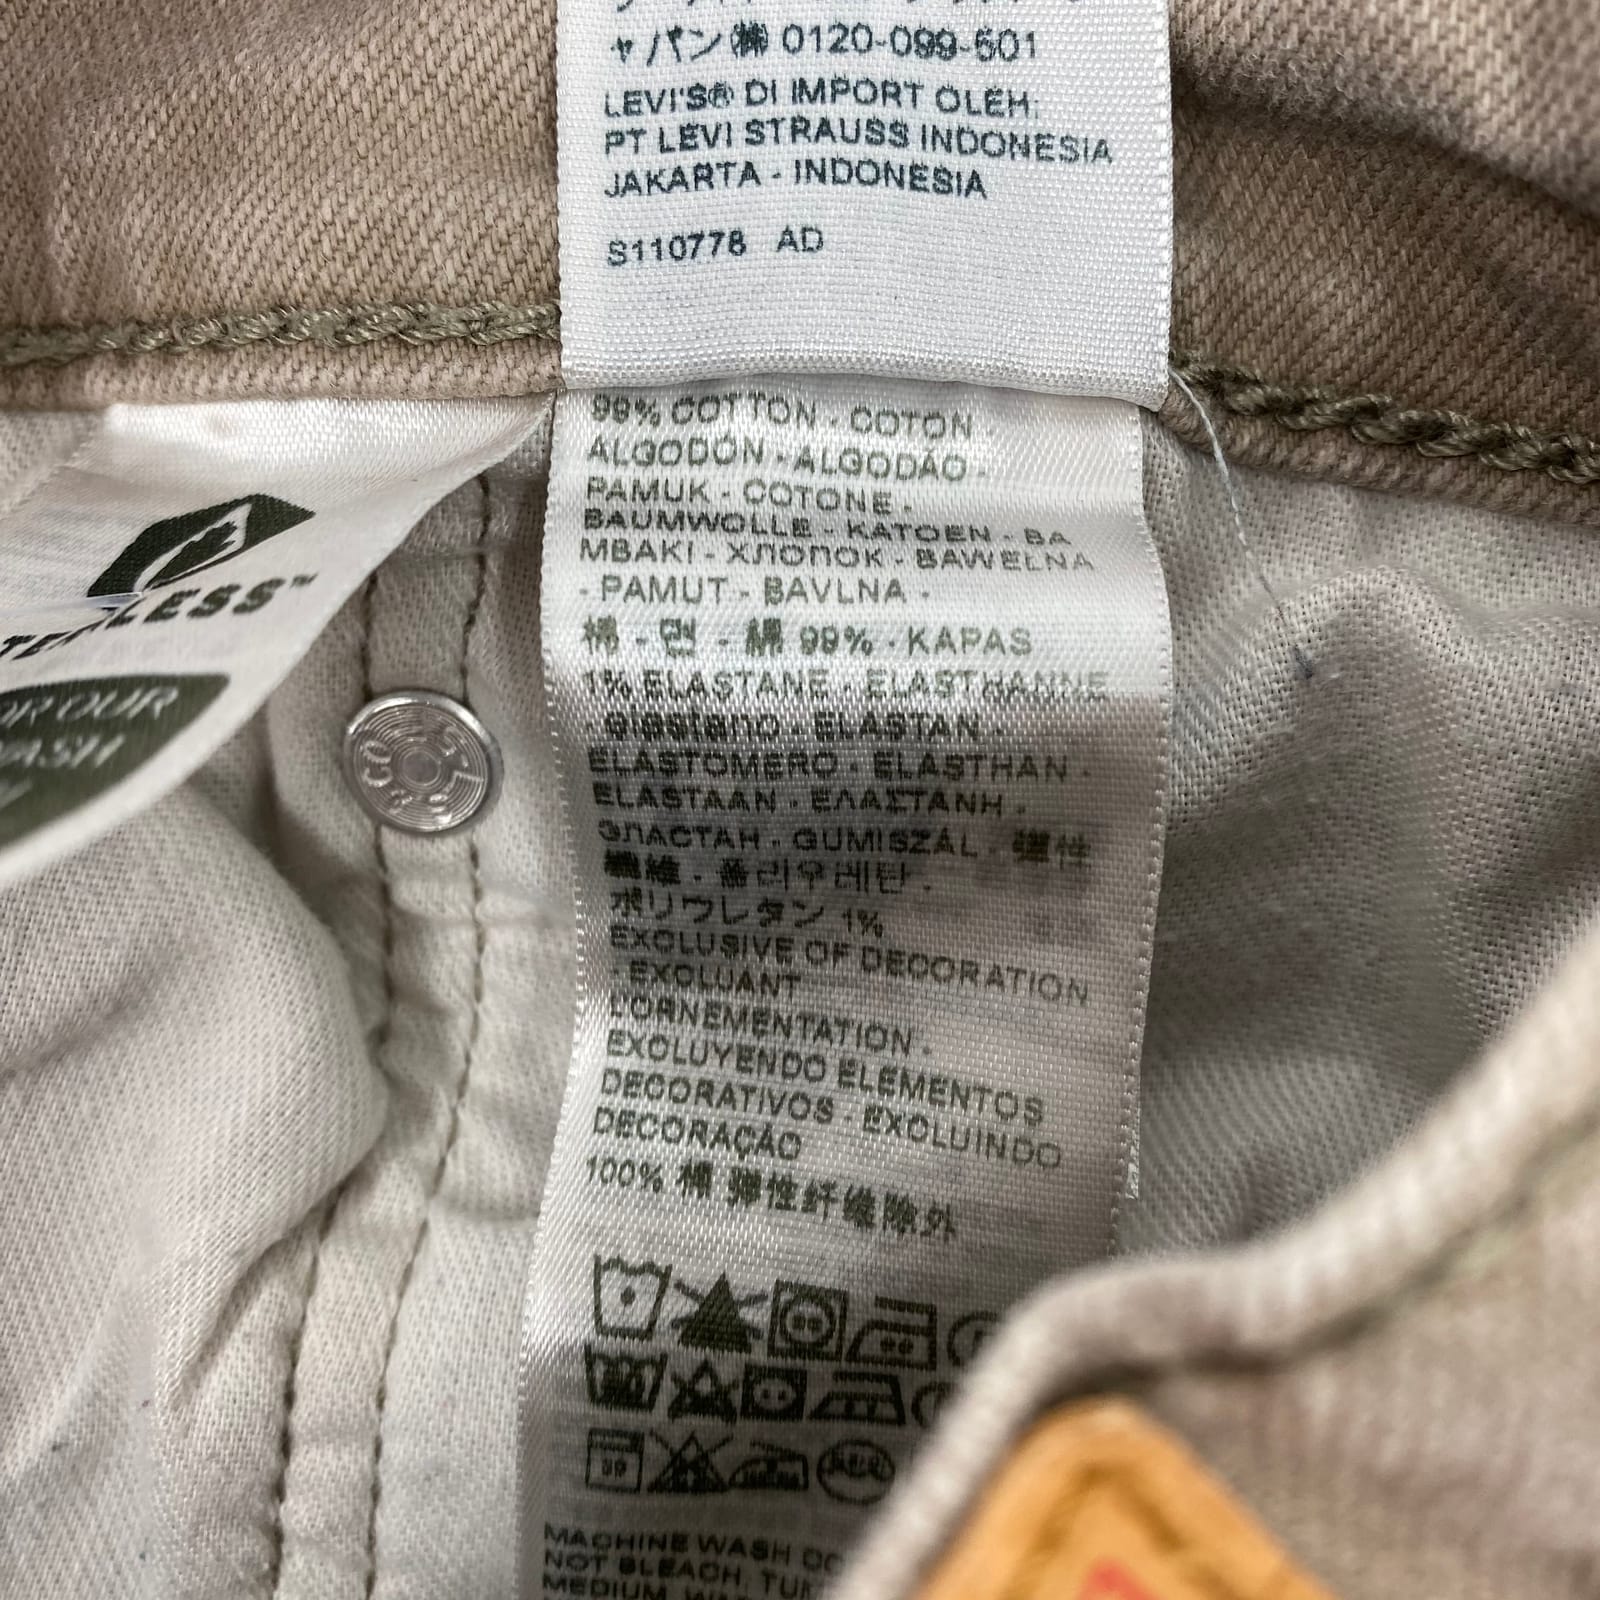 ャパン㈱ 0120-099-501
LEVI'S® DI IMPORT OLEH:
PT LEVI STRAUSS INDONESIA
JAKARTA - INDONESIA
S110778 AD
99% COTTON - COTON
ALGODÓN - ALGODÃO -
PAMUK - COTONE -
BAUMWOLLE - KATOEN - BA
MBAKI - ХЛОПОК - BAWEŁNA
- PAMUT - BAVLNA -
棉 - 면 - 綿 99% - KAPAS
1% ELASTANE - ELASTHANNE
elastano - ELASTAN -
ELASTOMERO - ELASTHAN -
ELASTAAN - ΕΛΑΣΤΑΝΗ -
ЭЛАСТАН - GUMISZÁL - 彈性
纖維 - 폴리우레탄 -
ポリウレタン 1%
EXCLUSIVE OF DECORATION
- EXCLUANT
L'ORNEMENTATION -
EXCLUYENDO ELEMENTOS
DECORATIVOS - EXCLUINDO
DECORAÇÃO
100% 棉 弹性纤维除外
MACHINE WASH
NOT BLEACH,
MEDIUM,
LESS™
OUR